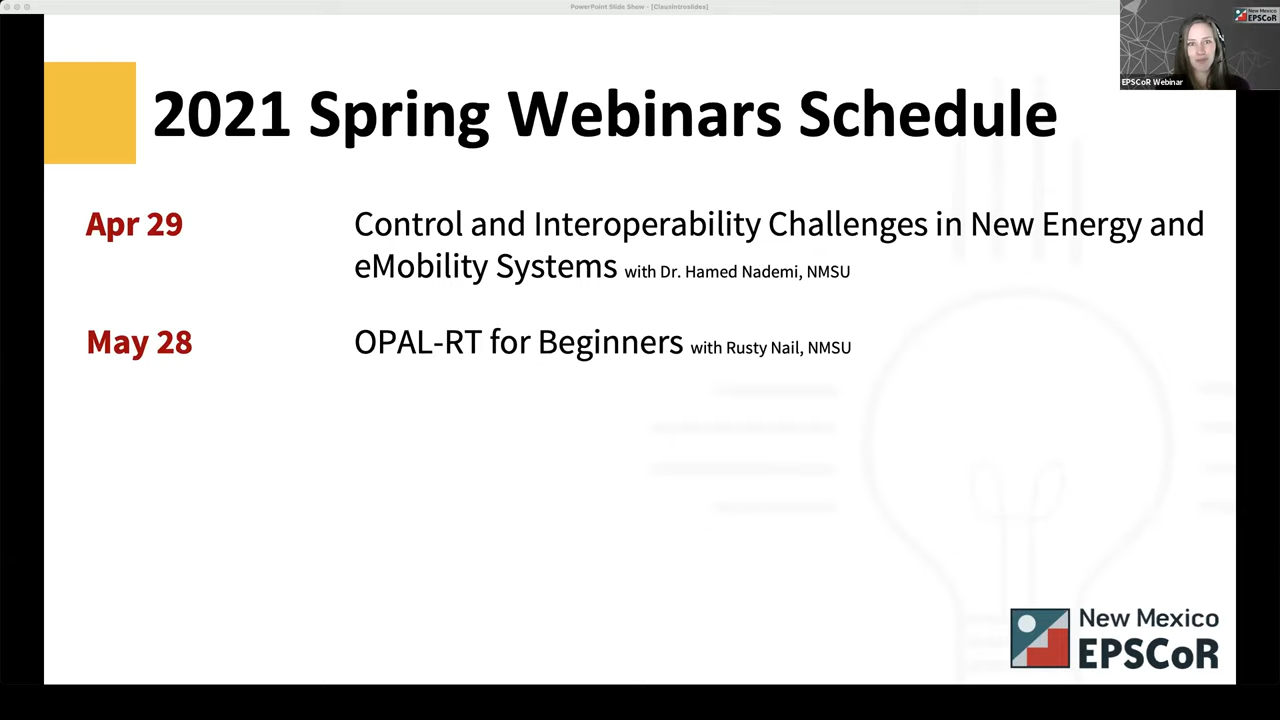 PowerPoint Slide Show - [ClausIntroslides]
New Mexico
EPSCoR
EPSCoR Webinar
2021 Spring Webinars Schedule
Apr 29
Control and Interoperability Challenges in New Energy and
eMobility Systems with Dr. Hamed Nademi, NMSU
May 28
OPAL-RT for Beginners with Rusty Nail, NMSU
New Mexico
EPSCoR